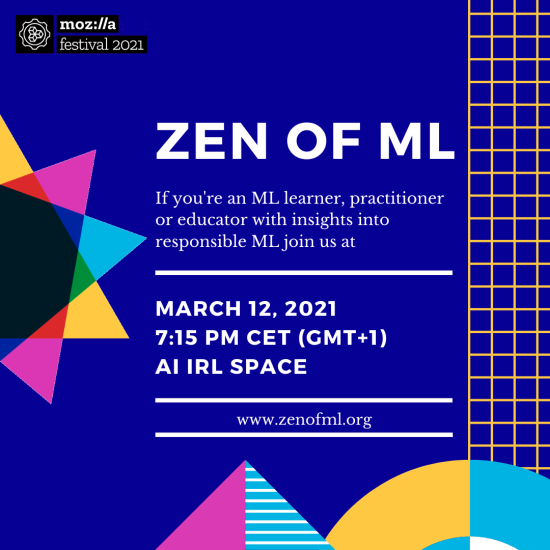 moz://a
festival 2021
ZEN OF ML
If you're an ML learner, practitioner
or educator with insights into
responsible ML join us at
MARCH 12, 2021
7:15 PM CET (GMT+1)
AI IRL SPACE
www.zenofml.org